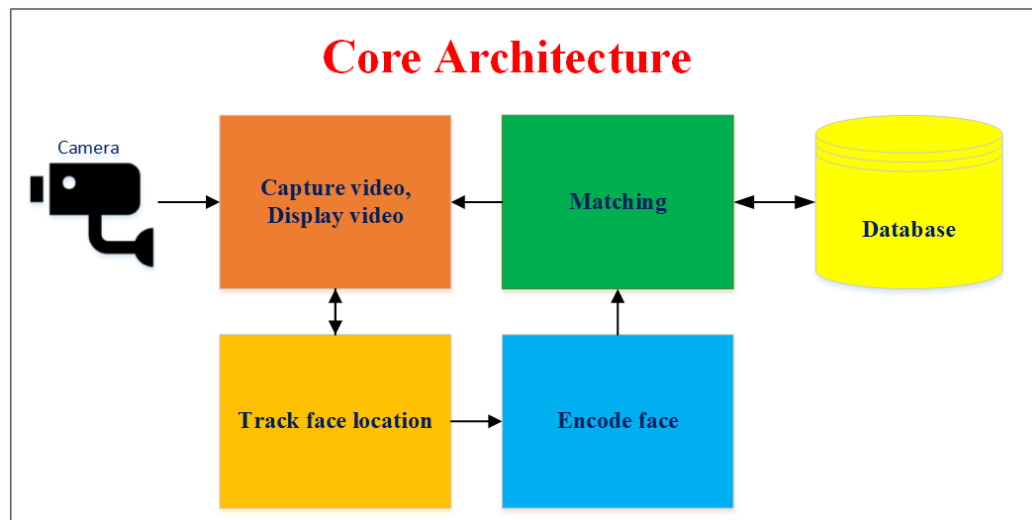 Core Architecture
Camera
Capture video,
Display video
Matching
Database
Track face location
Encode face